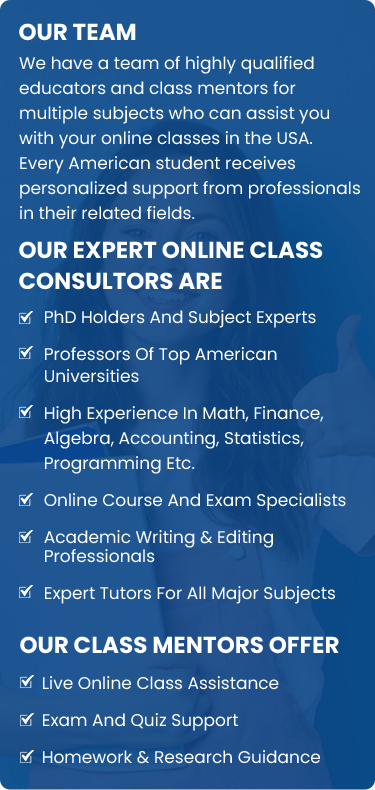 OUR TEAM
We have a team of highly qualified
educators and class mentors for
multiple subjects who can assist you
with your online classes in the USA.
Every American student receives
personalized support from professionals
in their related fields.
OUR EXPERT ONLINE CLASS
CONSULTORS ARE
PhD Holders And Subject Experts
Professors Of Top American
Universities
High Experience In Math, Finance,
Algebra, Accounting, Statistics,
Programming Etc.
Online Course And Exam Specialists
Academic Writing & Editing
Professionals
Expert Tutors For All Major Subjects
OUR CLASS MENTORS OFFER
Live Online Class Assistance
Exam And Quiz Support
Homework & Research Guidance